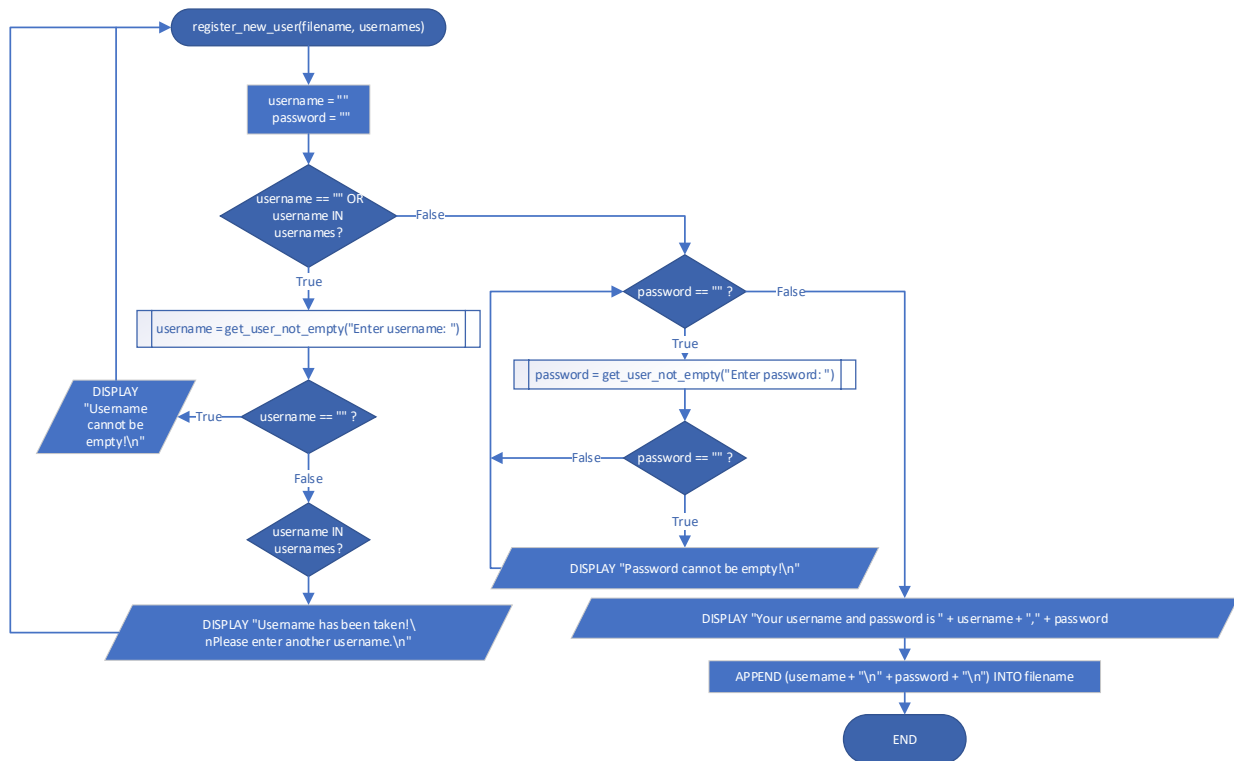 register_new_user(filename, usernames)
username = ""
password = ""
username == "" OR
username IN
usernames?
False
True
username = get_user_not_empty("Enter username: ")
username == "" ?
True
DISPLAY
"Username
cannot be
empty!\n"
False
username IN
usernames?
DISPLAY "Username has been taken!\
nPlease enter another username.\n"
password == "" ?
False
True
password = get_user_not_empty("Enter password: ")
password == "" ?
False
True
DISPLAY "Password cannot be empty!\n"
DISPLAY "Your username and password is " + username + "," + password
APPEND (username + "\n" + password + "\n") INTO filename
END